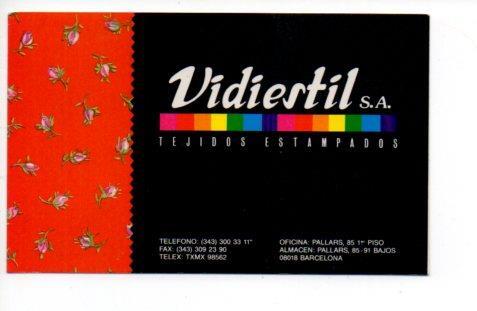 Vidiestil S.A.
TEJIDOS ESTAMPADOS
TELEFONO: (343) 300 33 11*
FAX: (343) 309 23 90
TELEX: TXMX 98562
OFICINA: PALLARS, 85 1er PISO
ALMACEN: PALLARS, 85-91 BAJOS
08018 BARCELONA